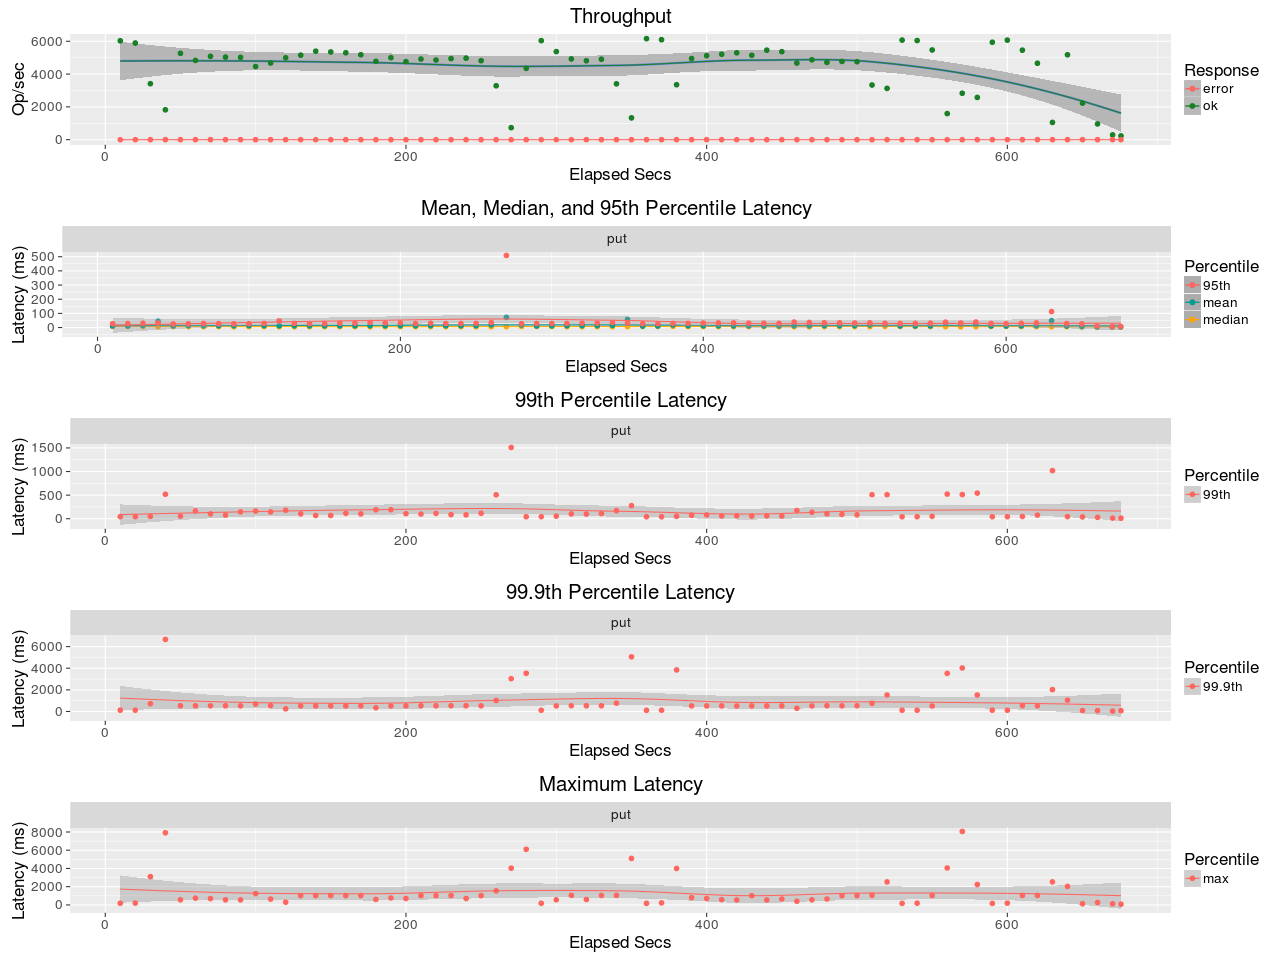 Throughput
Op/sec
6000
4000
2000
0
0 200 400 600
Elapsed Secs
Response
error
ok
Mean, Median, and 95th Percentile Latency
put
Latency (ms)
500
400
300
200
100
0
0 200 400 600
Elapsed Secs
Percentile
95th
mean
median
99th Percentile Latency
put
Latency (ms)
1500
1000
500
0
0 200 400 600
Elapsed Secs
Percentile
99th
99.9th Percentile Latency
put
Latency (ms)
6000
4000
2000
0
0 200 400 600
Elapsed Secs
Percentile
99.9th
Maximum Latency
put
Latency (ms)
8000
6000
4000
2000
0
0 200 400 600
Elapsed Secs
Percentile
max